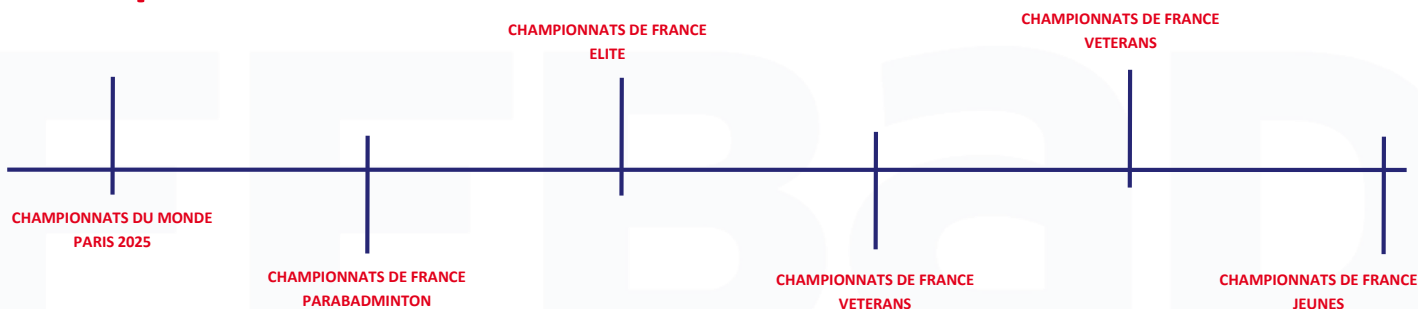 CHAMPIONNATS DU MONDE
PARIS 2025
CHAMPIONNATS DE FRANCE
PARABADMINTON
CHAMPIONNATS DE FRANCE
ELITE
CHAMPIONNATS DE FRANCE
VETERANS
CHAMPIONNATS DE FRANCE
VETERANS
CHAMPIONNATS DE FRANCE
JEUNES
FFBaD